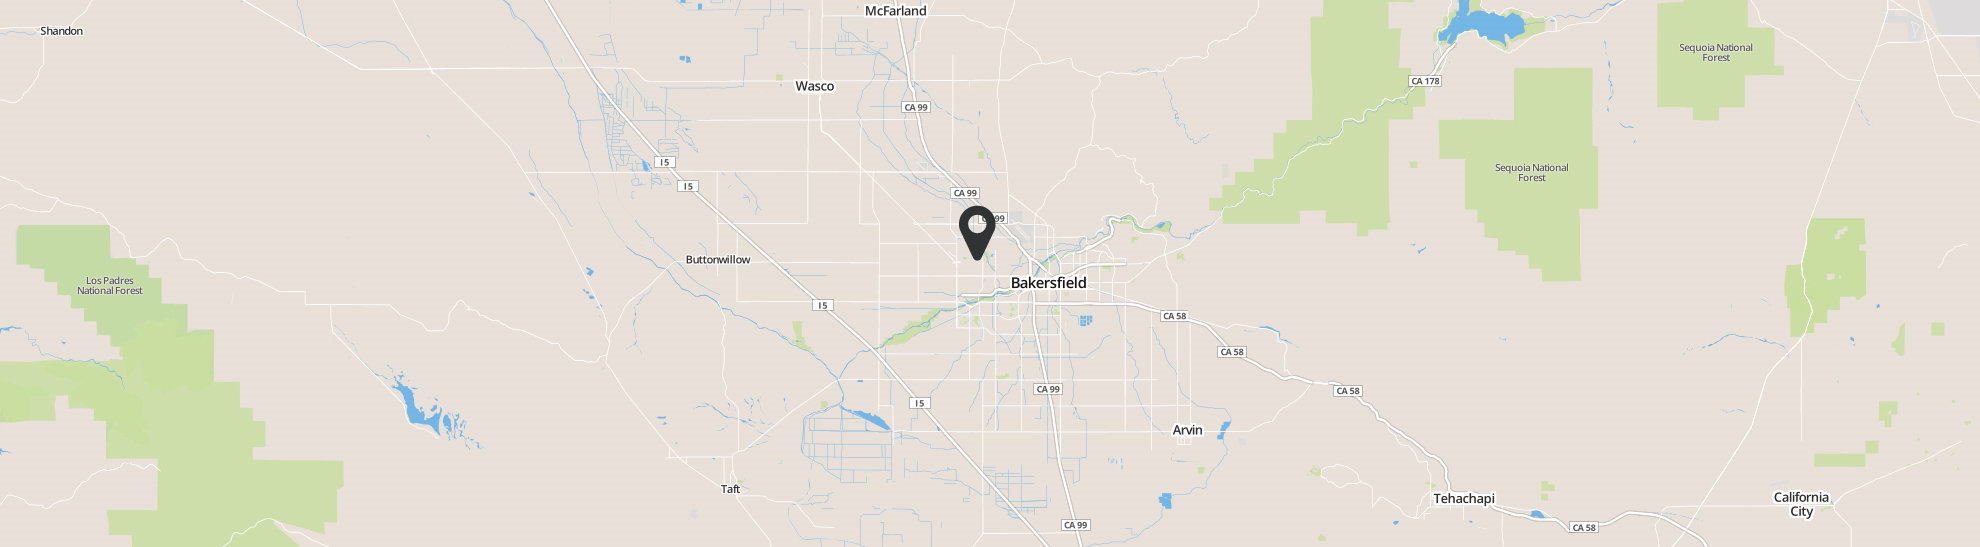 McFarland
Shandon
Sequoia National
Forest
CA 178
Wasco
CA 99
I 5
Sequoia National
Forest
I 5
CA 99
99
Buttonwillow
Los Padres
National Forest
Bakersfield
I 5
CA 58
CA 58
CA 99
CA 58
I 5
Arvin
Taft
Tehachapi
California
City
CA 99
CA 58